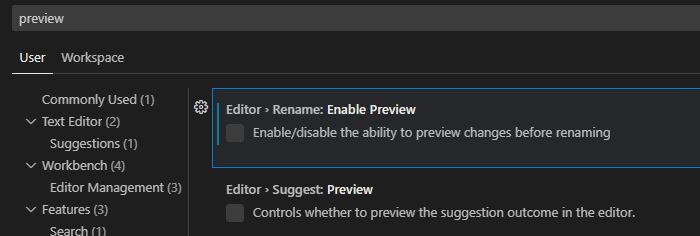 preview
User Workspace
Commonly Used (1)
Text Editor (2)
Suggestions (1)
Workbench (4)
Editor Management (3)
Features (3)
Search (1)
Editor › Rename: Enable Preview
Enable/disable the ability to preview changes before renaming
Editor › Suggest: Preview
Controls whether to preview the suggestion outcome in the editor.